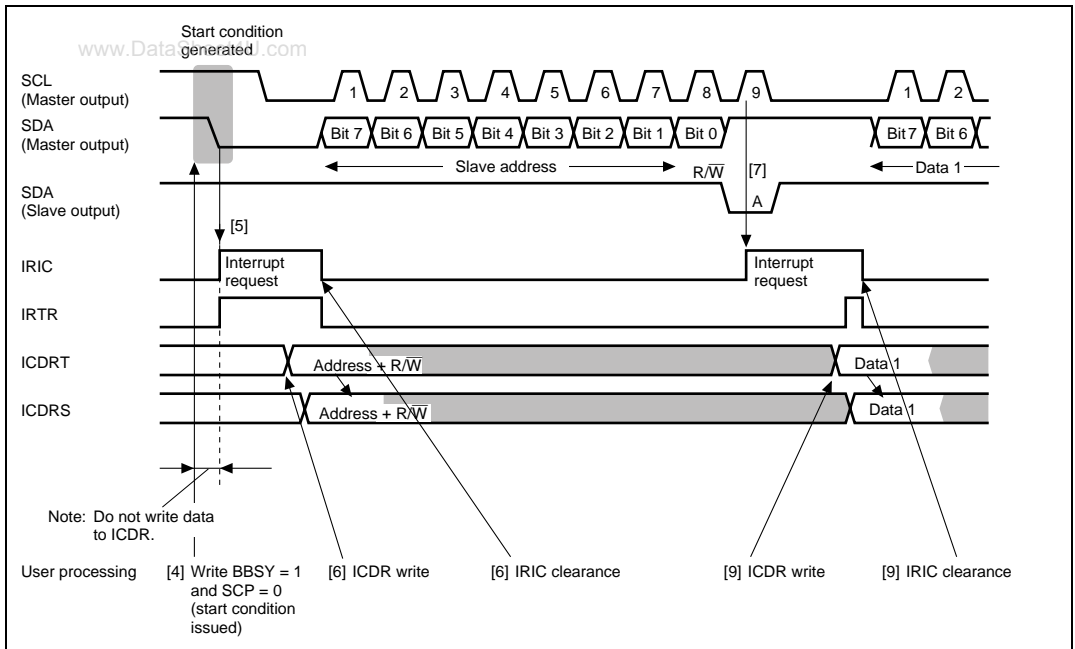 Start condition
generated
www.DataSheet4U.com
SCL
(Master output)
1 2 3 4 5 6 7 8 9 1 2
SDA
(Master output)
Bit 7 Bit 6 Bit 5 Bit 4 Bit 3 Bit 2 Bit 1 Bit 0 Bit7 Bit 6
Slave address R/W̅ [7] Data 1
SDA
(Slave output)
A
[5]
IRIC
Interrupt
request
Interrupt
request
IRTR
ICDRT
Address + R/W̅
Data 1
ICDRS
Address + R/W̅
Data 1
Note: Do not write data
to ICDR.
User processing
[4] Write BBSY = 1
and SCP = 0
(start condition
issued)
[6] ICDR write
[6] IRIC clearance
[9] ICDR write
[9] IRIC clearance